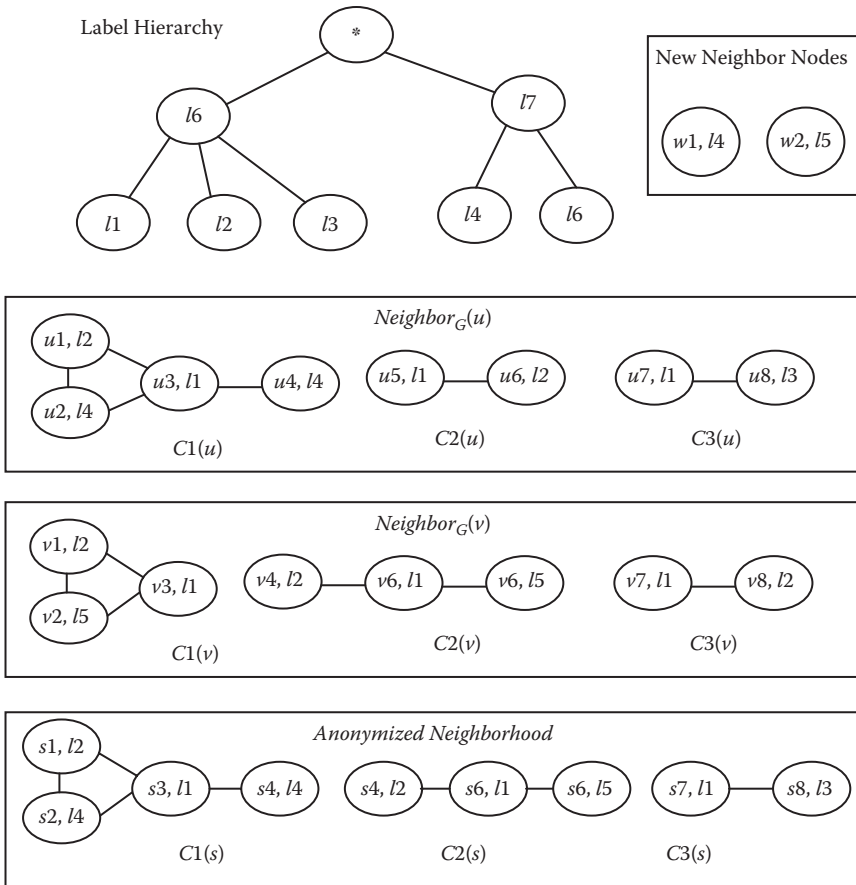 Label Hierarchy
*
New Neighbor Nodes
l6
l7
w1, l4
w2, l5
l1
l2
l3
l4
l6
Neighbor_G(u)
u1, l2
u2, l4
u3, l1
u4, l4
u5, l1
u6, l2
u7, l1
u8, l3
C1(u)
C2(u)
C3(u)
Neighbor_G(v)
v1, l2
v2, l5
v3, l1
v4, l2
v6, l1
v6, l5
v7, l1
v8, l2
C1(v)
C2(v)
C3(v)
Anonymized Neighborhood
s1, l2
s2, l4
s3, l1
s4, l4
s4, l2
s6, l1
s6, l5
s7, l1
s8, l3
C1(s)
C2(s)
C3(s)